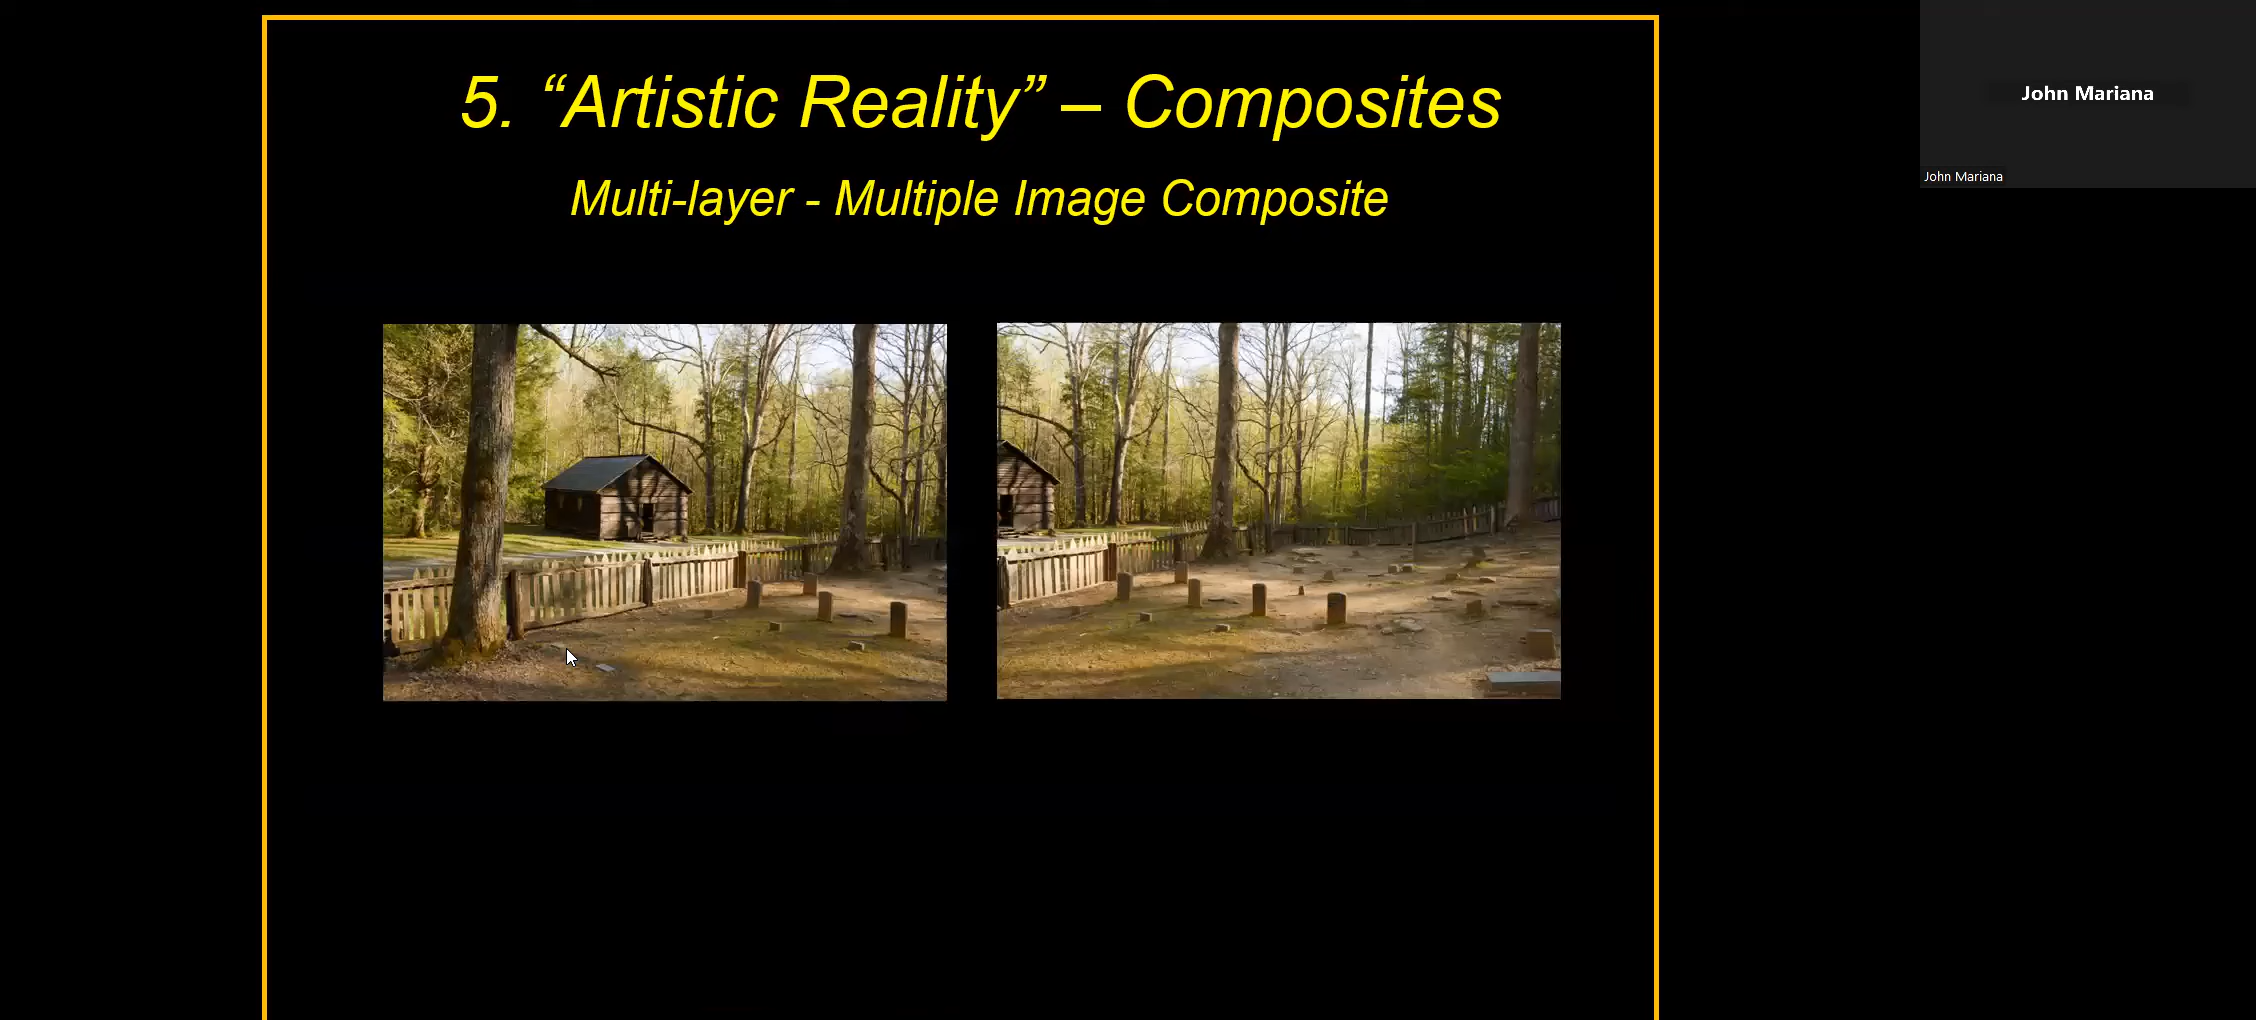 5. “Artistic Reality” – Composites
Multi-layer - Multiple Image Composite
John Mariana
John Mariana